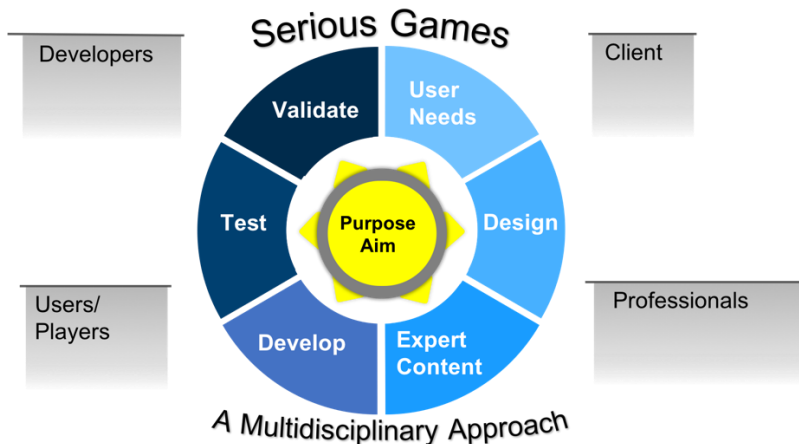 Serious Games
Developers
Client
Validate
User
Needs
Test
Purpose
Aim
Design
Users/
Players
Professionals
Develop
Expert
Content
A Multidisciplinary Approach